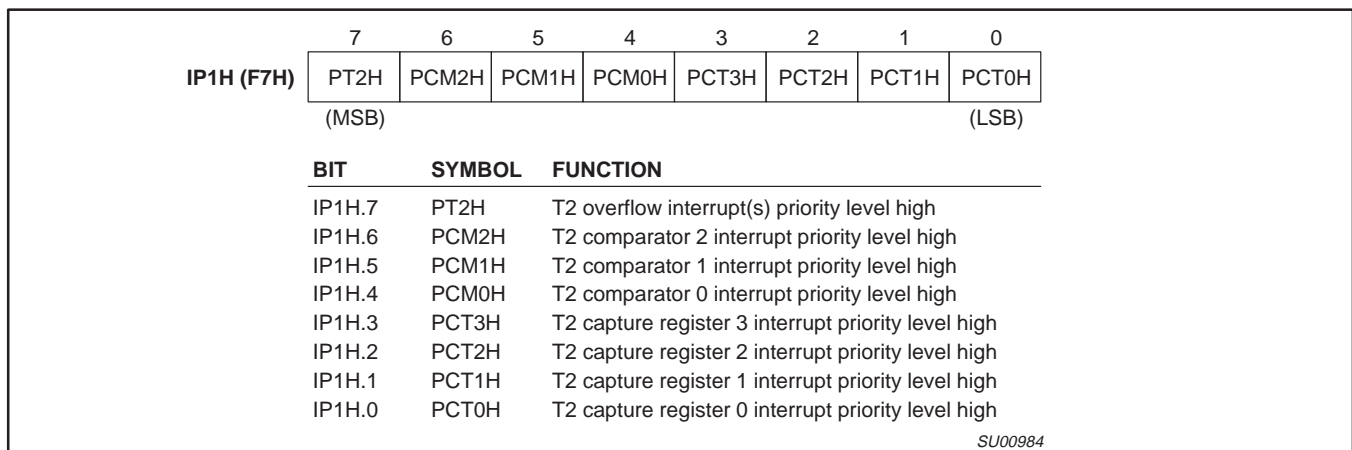 7 6 5 4 3 2 1 0
IP1H (F7H) PT2H PCM2H PCM1H PCM0H PCT3H PCT2H PCT1H PCT0H
(MSB) (LSB)
BIT SYMBOL FUNCTION
IP1H.7 PT2H T2 overflow interrupt(s) priority level high
IP1H.6 PCM2H T2 comparator 2 interrupt priority level high
IP1H.5 PCM1H T2 comparator 1 interrupt priority level high
IP1H.4 PCM0H T2 comparator 0 interrupt priority level high
IP1H.3 PCT3H T2 capture register 3 interrupt priority level high
IP1H.2 PCT2H T2 capture register 2 interrupt priority level high
IP1H.1 PCT1H T2 capture register 1 interrupt priority level high
IP1H.0 PCT0H T2 capture register 0 interrupt priority level high
SU00984